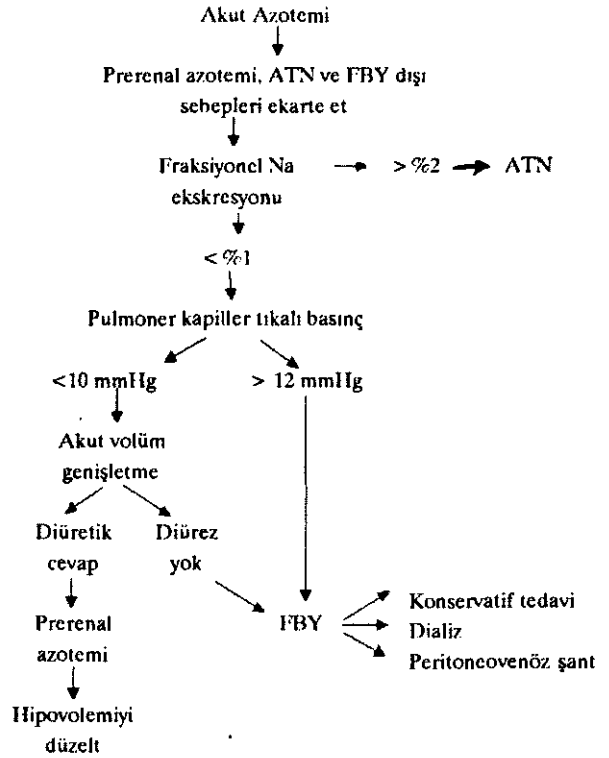 Akut Azotemi
Prerenal azotemi, ATN ve FBY dışı
sebepleri ekarte et
Fraksiyonel Na
ekskresyonu
> %2
ATN
< %1
Pulmoner kapiller tıkalı basınç
<10 mmHg
> 12 mmHg
Akut volüm
genişletme
Diüretik
cevap
Diürez
yok
Prerenal
azotemi
FBY
Konservatif tedavi
Dializ
Peritoneovenöz şant
Hipovolemiyi
düzelt